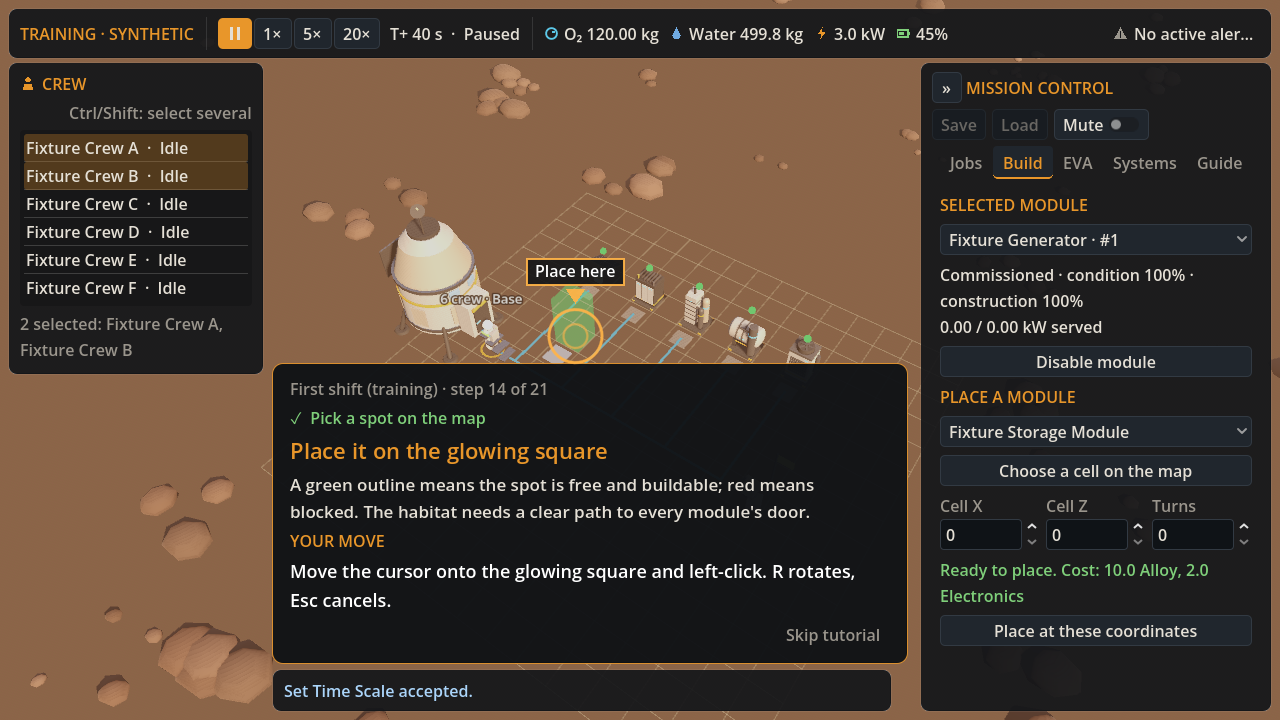 TRAINING · SYNTHETIC
1×
5×
20×
T+ 40 s · Paused
O₂ 120.00 kg
Water 499.8 kg
3.0 kW
45%
No active aler...
CREW
Ctrl/Shift: select several
Fixture Crew A · Idle
Fixture Crew B · Idle
Fixture Crew C · Idle
Fixture Crew D · Idle
Fixture Crew E · Idle
Fixture Crew F · Idle
2 selected: Fixture Crew A,
Fixture Crew B
Place here
6 crew · Base
First shift (training) · step 14 of 21
✓ Pick a spot on the map
Place it on the glowing square
A green outline means the spot is free and buildable; red means
blocked. The habitat needs a clear path to every module's door.
YOUR MOVE
Move the cursor onto the glowing square and left-click. R rotates,
Esc cancels.
Skip tutorial
Set Time Scale accepted.
» MISSION CONTROL
Save
Load
Mute
Jobs
Build
EVA
Systems
Guide
SELECTED MODULE
Fixture Generator · #1
Commissioned · condition 100% ·
construction 100%
0.00 / 0.00 kW served
Disable module
PLACE A MODULE
Fixture Storage Module
Choose a cell on the map
Cell X
Cell Z
Turns
0
0
0
Ready to place. Cost: 10.0 Alloy, 2.0
Electronics
Place at these coordinates